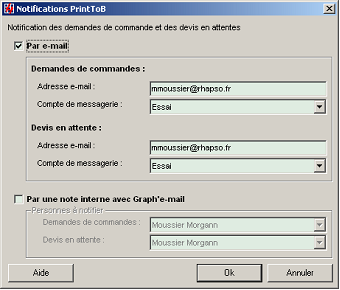 Notifications PrintToB
Notification des demandes de commande et des devis en attentes
Par e-mail
Demandes de commandes :
Adresse e-mail :
mmoussier@rhapso.fr
Compte de messagerie :
Essai
Devis en attente :
Adresse e-mail :
mmoussier@rhapso.fr
Compte de messagerie :
Essai
Par une note interne avec Graph'e-mail
Personnes à notifier
Demandes de commandes :
Moussier Morgann
Devis en attente :
Moussier Morgann
Aide
Ok
Annuler